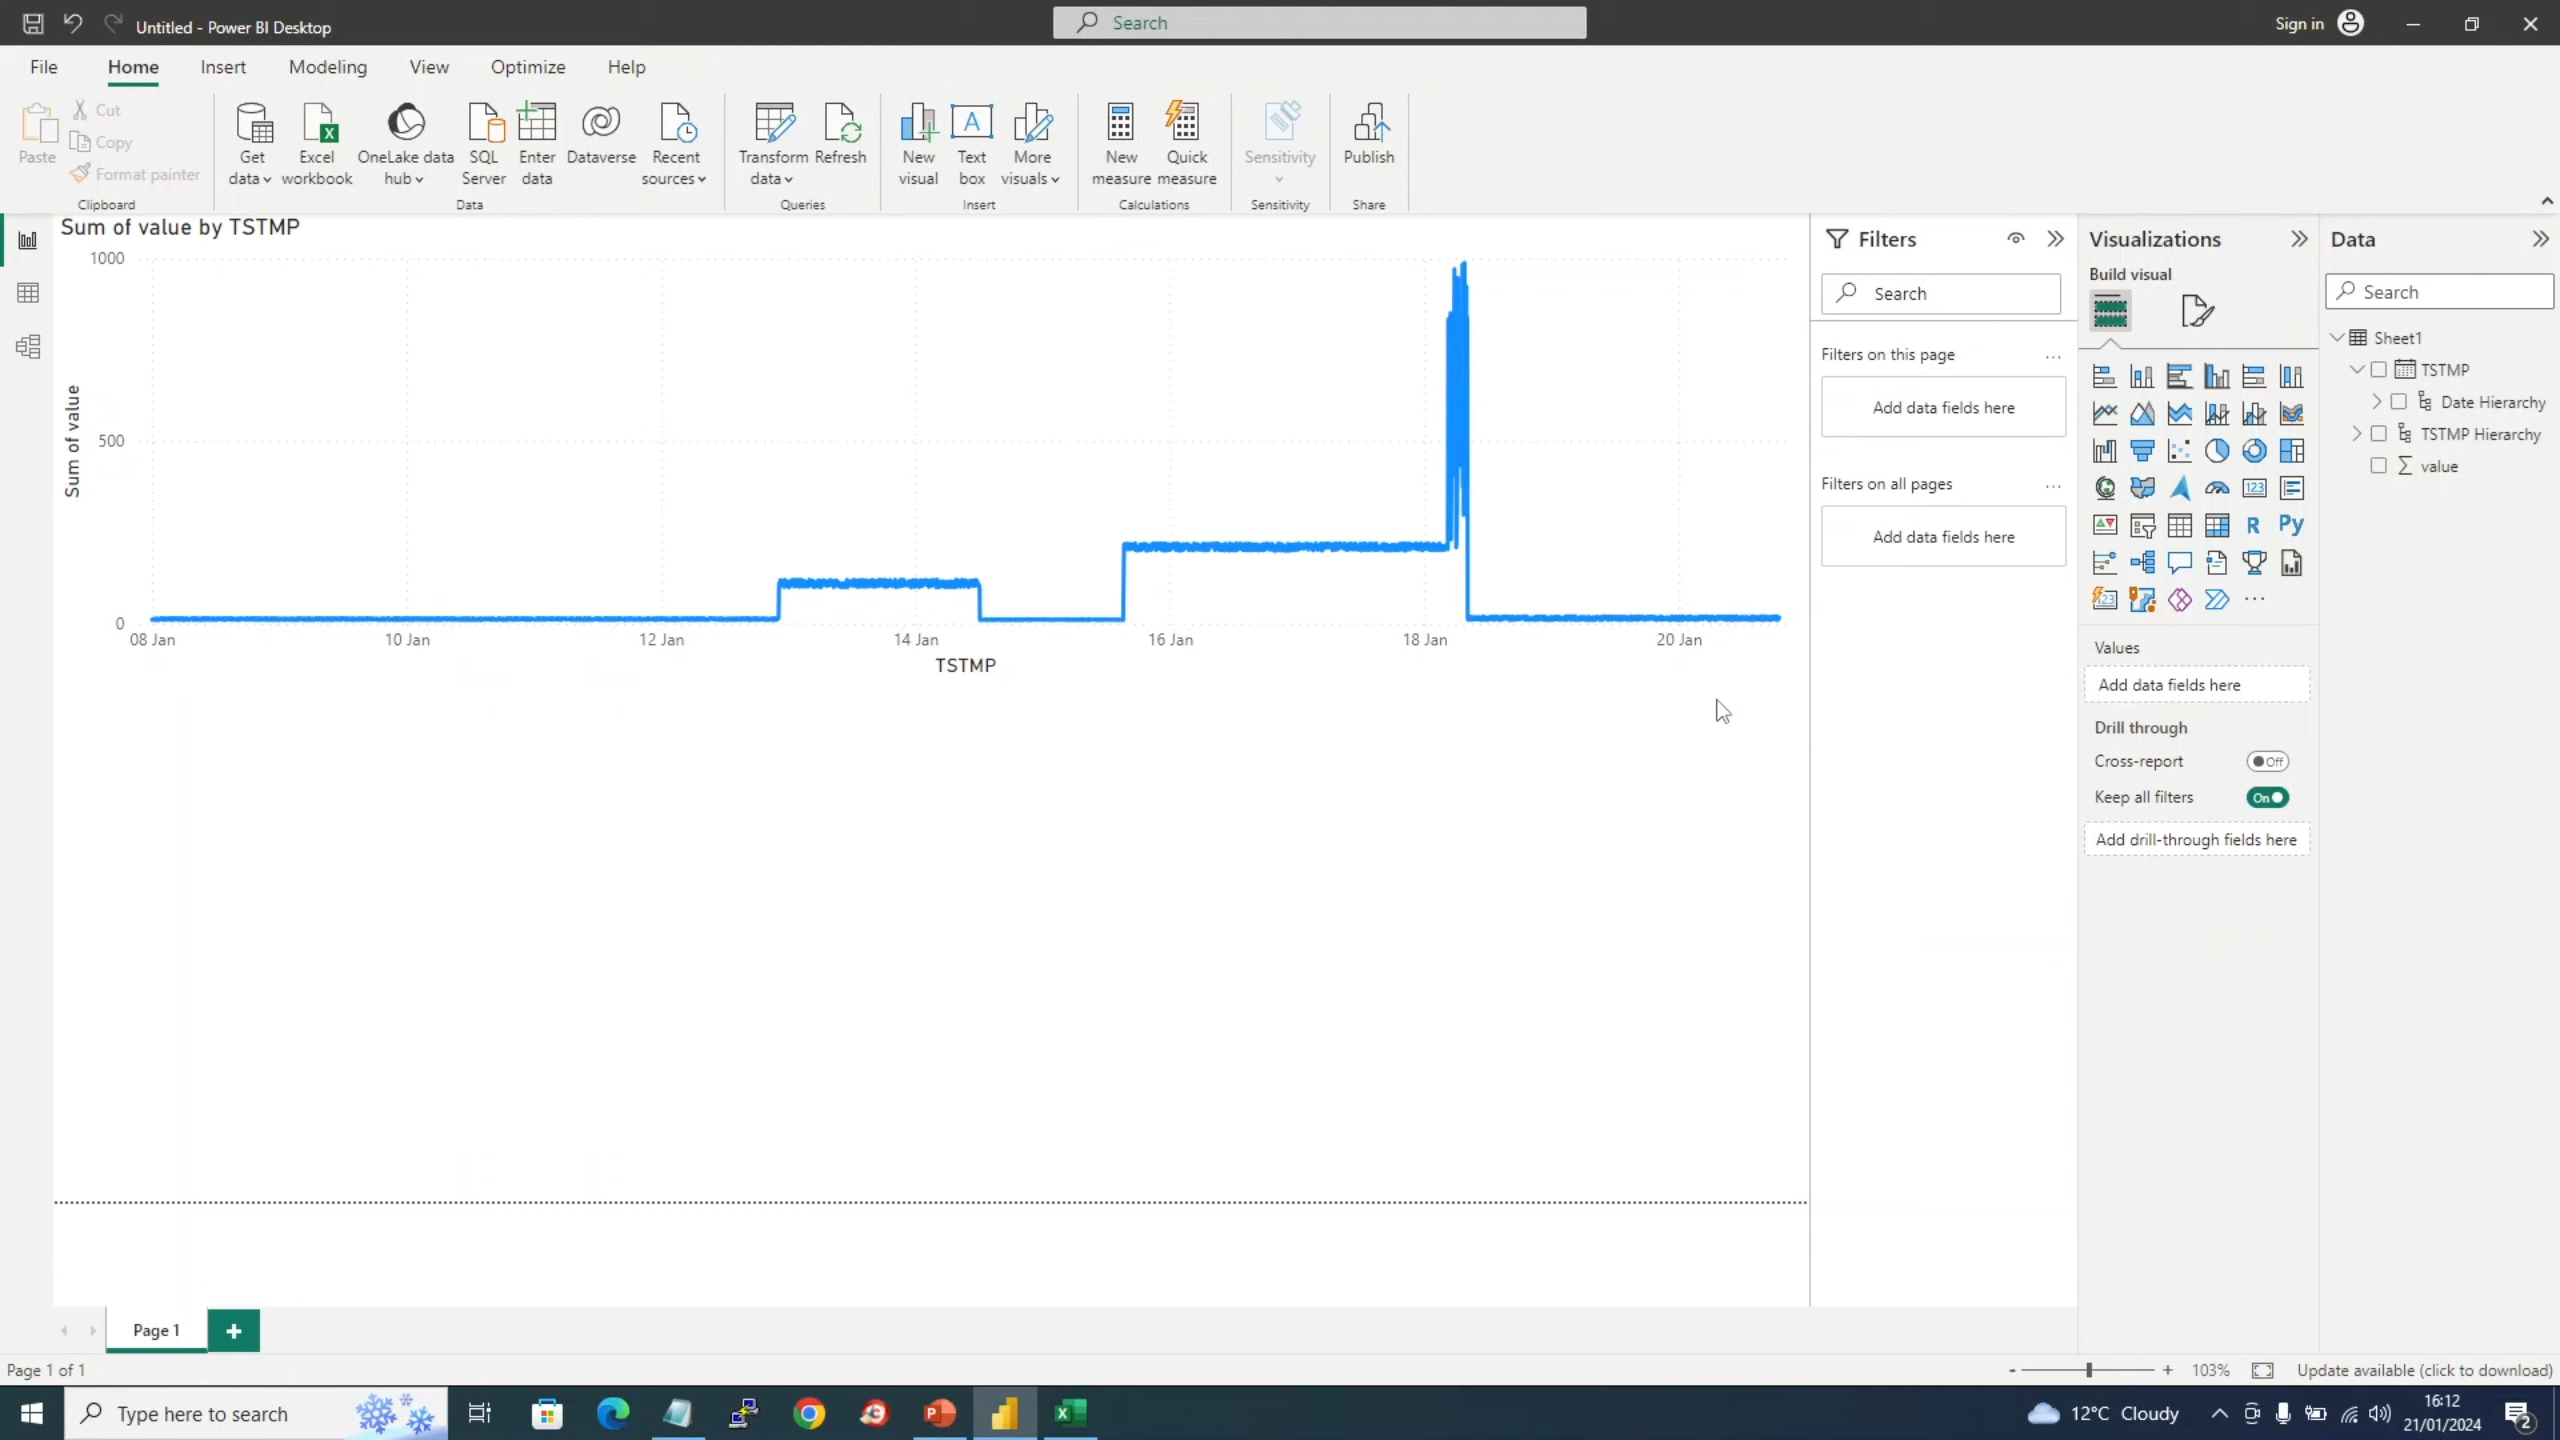 Untitled - Power BI Desktop
Search
Sign in
File
Home
Insert
Modeling
View
Optimize
Help
Paste
Cut
Copy
Format painter
Clipboard
Get data
Excel workbook
OneLake data hub
SQL Server
Enter data
Dataverse
Recent sources
Data
Transform data
Refresh
Queries
New visual
Text box
More visuals
Insert
New measure
Quick measure
Calculations
Sensitivity
Sensitivity
Publish
Share
Sum of value by TSTMP
1000
500
0
Sum of value
08 Jan
10 Jan
12 Jan
14 Jan
16 Jan
18 Jan
20 Jan
TSTMP
Filters
Search
Filters on this page
...
Add data fields here
Filters on all pages
...
Add data fields here
Visualizations
Build visual
123
R
Py
123
...
Values
Add data fields here
Drill through
Cross-report
Off
Keep all filters
On
Add drill-through fields here
Data
Search
Sheet1
TSTMP
Date Hierarchy
TSTMP Hierarchy
∑ value
Page 1
+
Page 1 of 1
- +
103%
Update available (click to download)
Type here to search
12°C Cloudy
16:12
21/01/2024
2